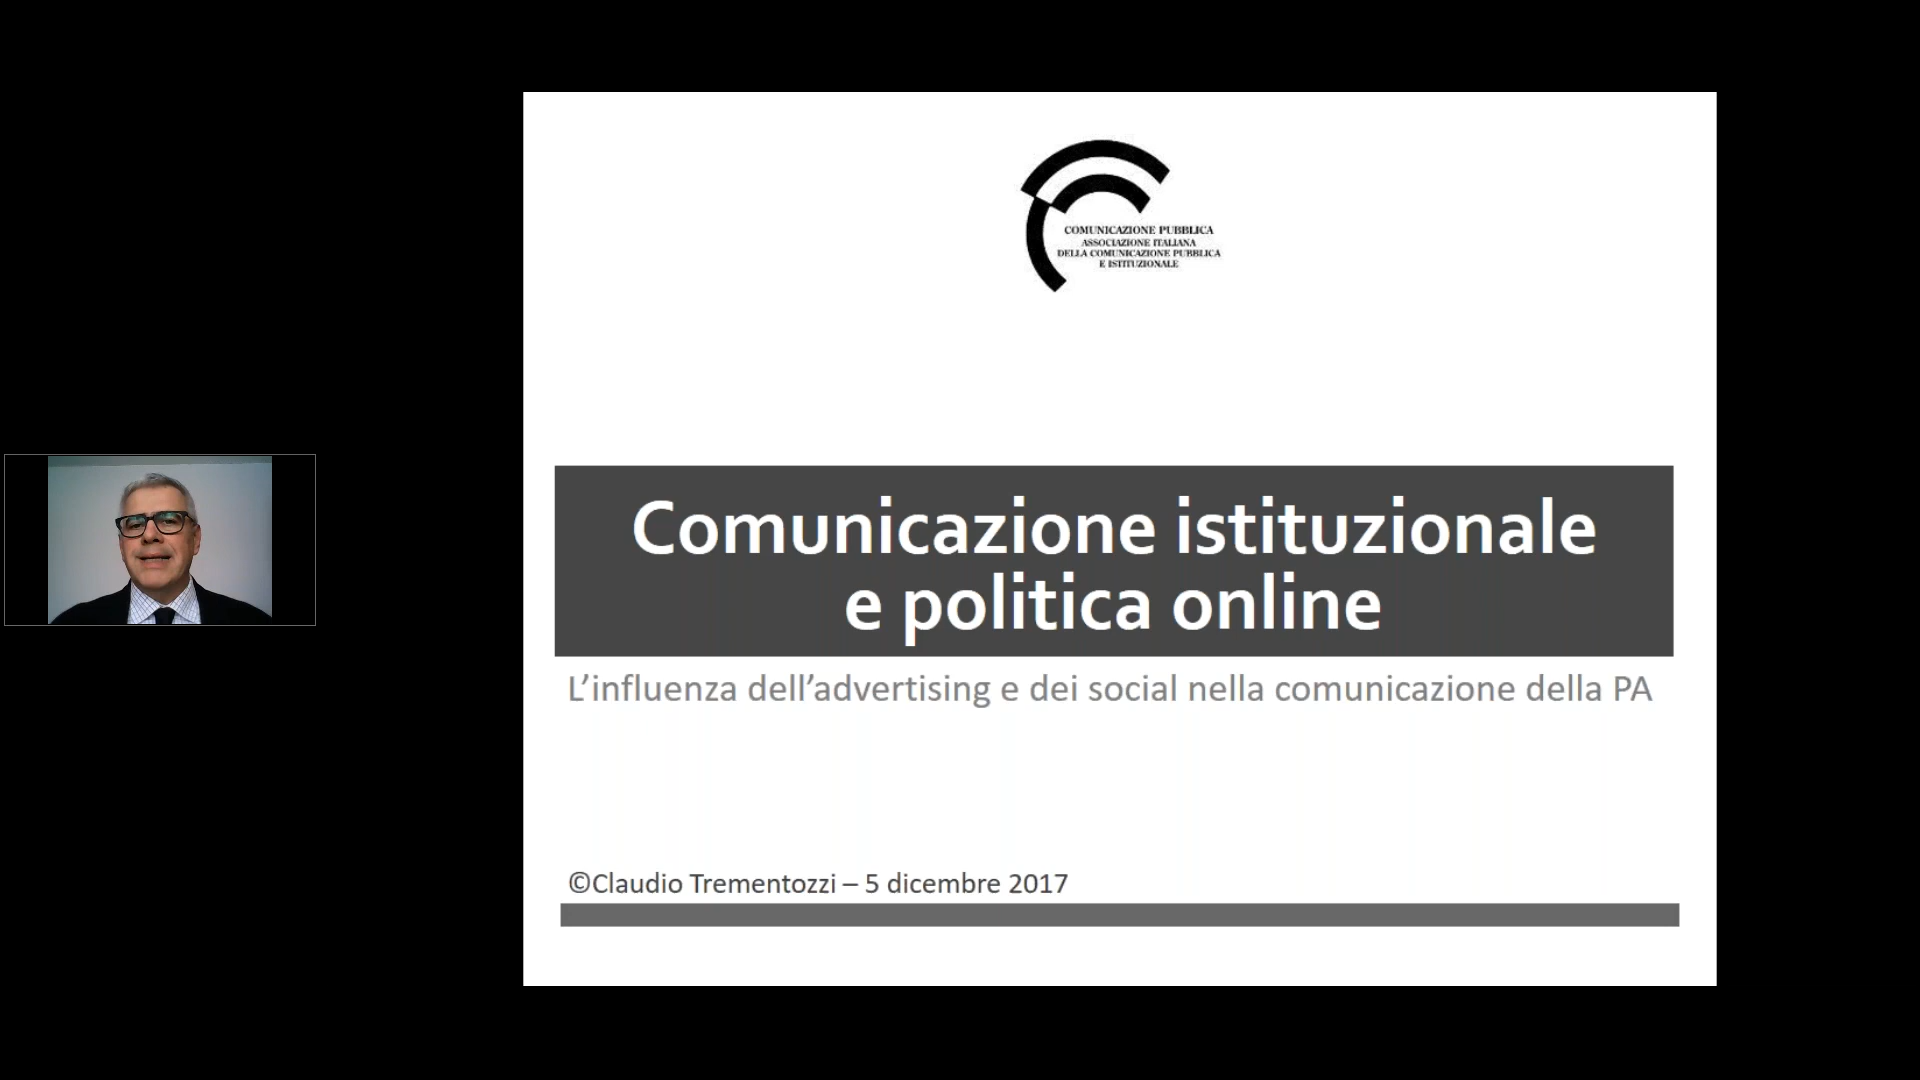 COMUNICAZIONE PUBBLICA
ASSOCIAZIONE ITALIANA
DELLA COMUNICAZIONE PUBBLICA
E ISTITUZIONALE
Comunicazione istituzionale
e politica online
L’influenza dell’advertising e dei social nella comunicazione della PA
©Claudio Trementozzi – 5 dicembre 2017